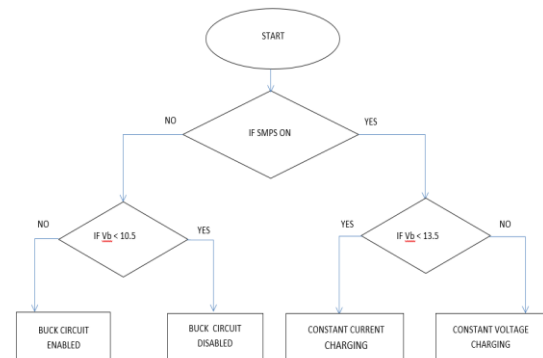 START
NO
YES
IF SMPS ON
NO
IF Vb < 10.5
YES
YES
IF Vb < 13.5
NO
BUCK CIRCUIT
ENABLED
BUCK CIRCUIT
DISABLED
CONSTANT CURRENT
CHARGING
CONSTANT VOLTAGE
CHARGING